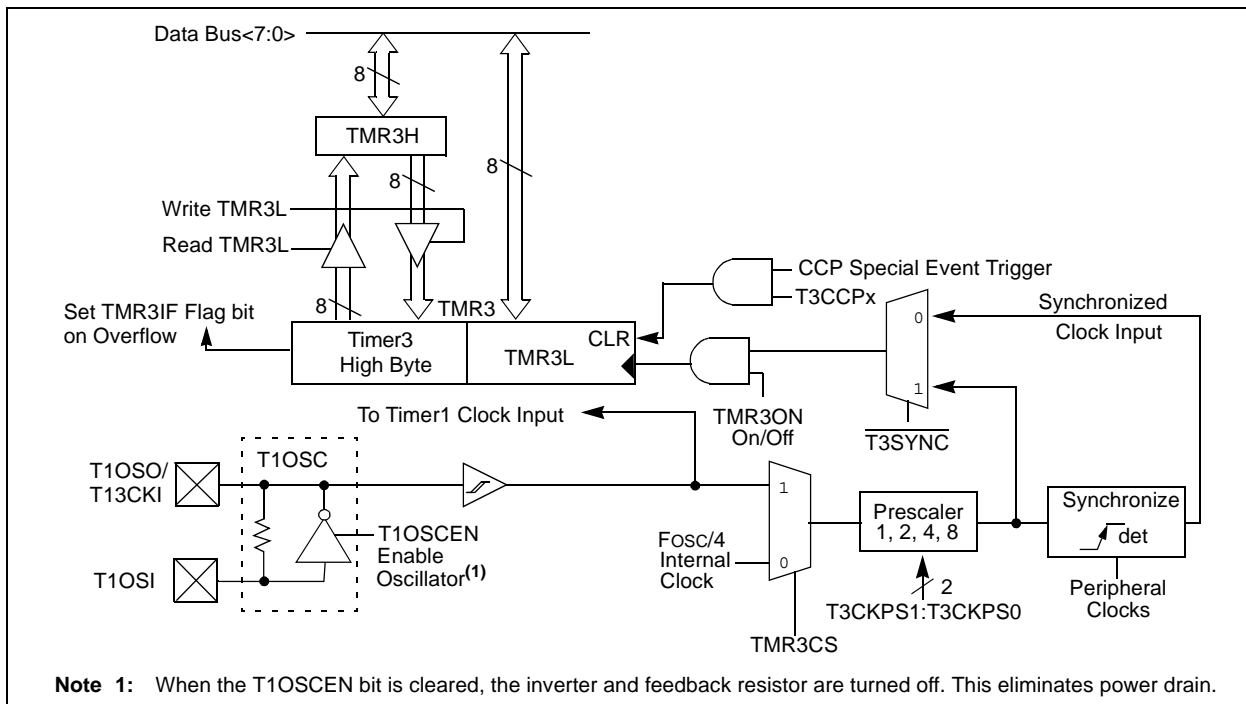 Data Bus<7:0>
8
TMR3H
8
8
Write TMR3L
Read TMR3L
8
TMR3
CCP Special Event Trigger
T3CCPx
Set TMR3IF Flag bit
on Overflow
Timer3
High Byte
TMR3L
CLR
0
1
Synchronized
Clock Input
To Timer1 Clock Input
TMR3ON
On/Off
T3SYNC
T1OSC
T1OSO/
T13CKI
T1OSCEN
Enable
Oscillator(1)
T1OSI
1
0
FOSC/4
Internal
Clock
TMR3CS
Prescaler
1, 2, 4, 8
2
T3CKPS1:T3CKPS0
Synchronize
det
Peripheral
Clocks
Note 1: When the T1OSCEN bit is cleared, the inverter and feedback resistor are turned off. This eliminates power drain.